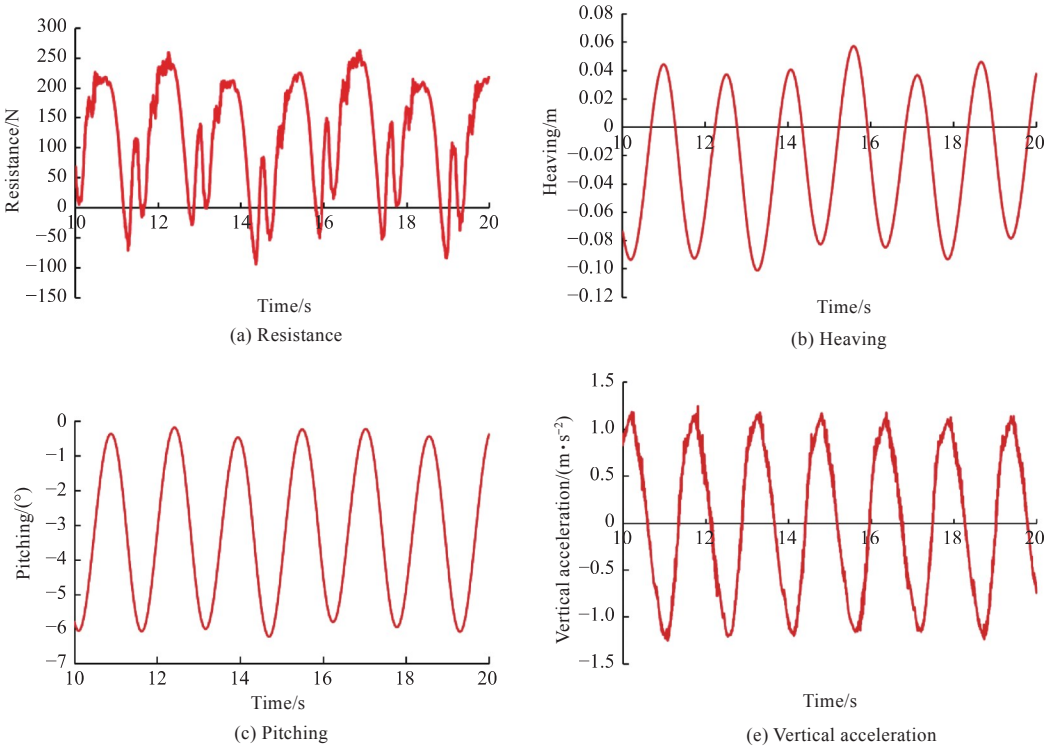 300
250
200
150
100
50
0
−50
−100
−150
Resistance/N
10 12 14 16 18 20
Time/s
(a) Resistance
0.08
0.06
0.04
0.02
0
−0.02
−0.04
−0.06
−0.08
−0.10
−0.12
Heaving/m
10 12 14 16 18 20
Time/s
(b) Heaving
0
−1
−2
−3
−4
−5
−6
−7
Pitching/(°)
10 12 14 16 18 20
Time/s
(c) Pitching
1.5
1.0
0.5
0
−0.5
−1.0
−1.5
Vertical acceleration/(m·s⁻²)
10 12 14 16 18 20
Time/s
(e) Vertical acceleration